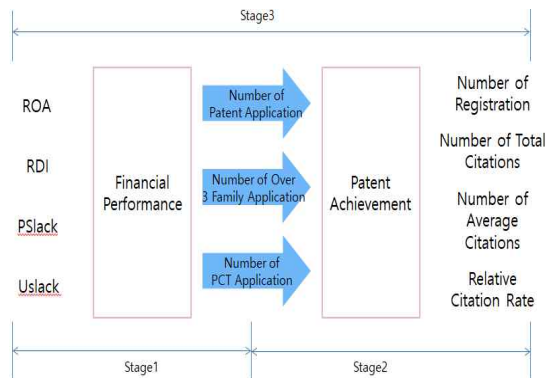 Stage3
ROA
RDI
PSlack
Uslack
Financial
Performance
Number of
Patent Application
Number of Over
3 Family Application
Number of
PCT Application
Patent
Achievement
Number of
Registration
Number of Total
Citations
Number of
Average
Citations
Relative
Citation Rate
Stage1
Stage2